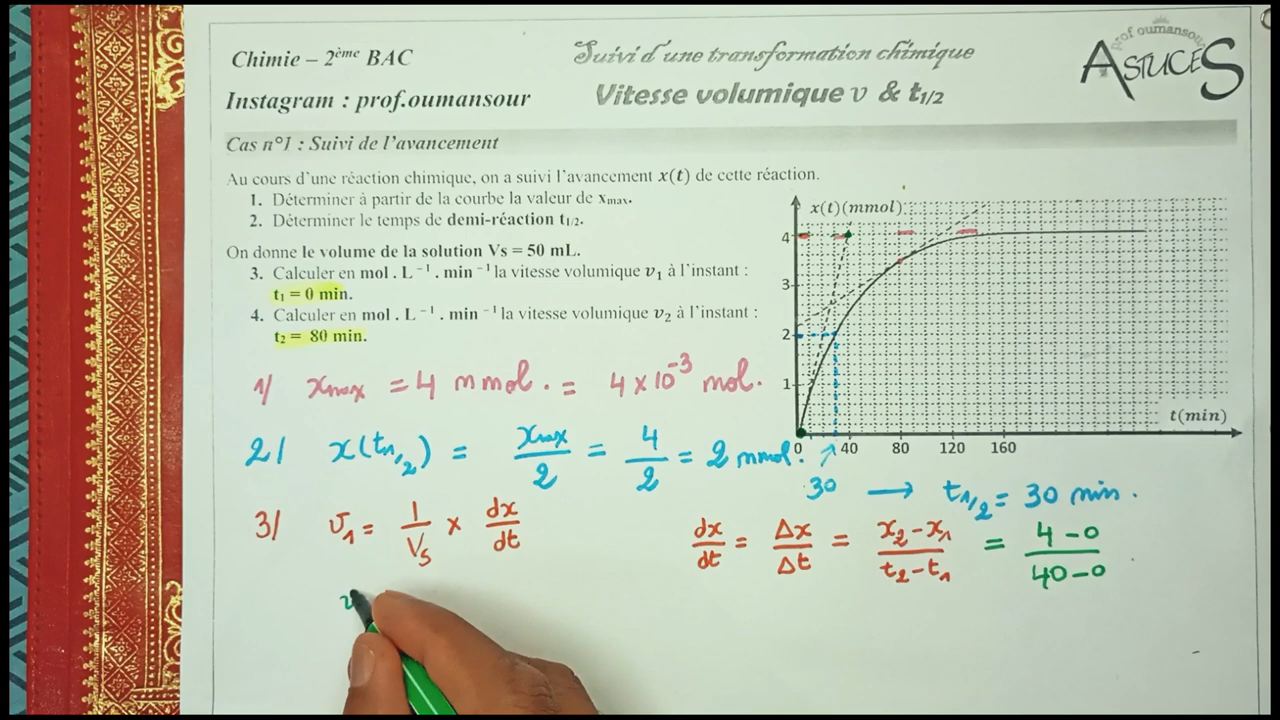 Chimie – 2ème BAC
Suivi d'une transformation chimique
prof oumansour
ASTUCES
Instagram : prof.oumansour
Vitesse volumique v & t1/2
Cas n°1 : Suivi de l'avancement
Au cours d'une réaction chimique, on a suivi l'avancement x(t) de cette réaction.
1. Déterminer à partir de la courbe la valeur de xmax.
2. Déterminer le temps de demi-réaction t1/2.
On donne le volume de la solution Vs = 50 mL.
3. Calculer en mol . L⁻¹ . min⁻¹ la vitesse volumique v₁ à l'instant :
t₁ = 0 min.
4. Calculer en mol . L⁻¹ . min⁻¹ la vitesse volumique v₂ à l'instant :
t₂ = 80 min.
x(t)(mmol)
4
3
2
1
t(min)
0 40 80 120 160
30 → t1/2 = 30 min.
1/ xmax = 4 mmol. = 4×10⁻³ mol.
2/ x(t1/2) = xmax/2 = 4/2 = 2 mmol.
3/ v₁ = 1/Vs × dx/dt
dx/dt = Δx/Δt = x₂-x₁/t₂-t₁ = 4-0/40-0